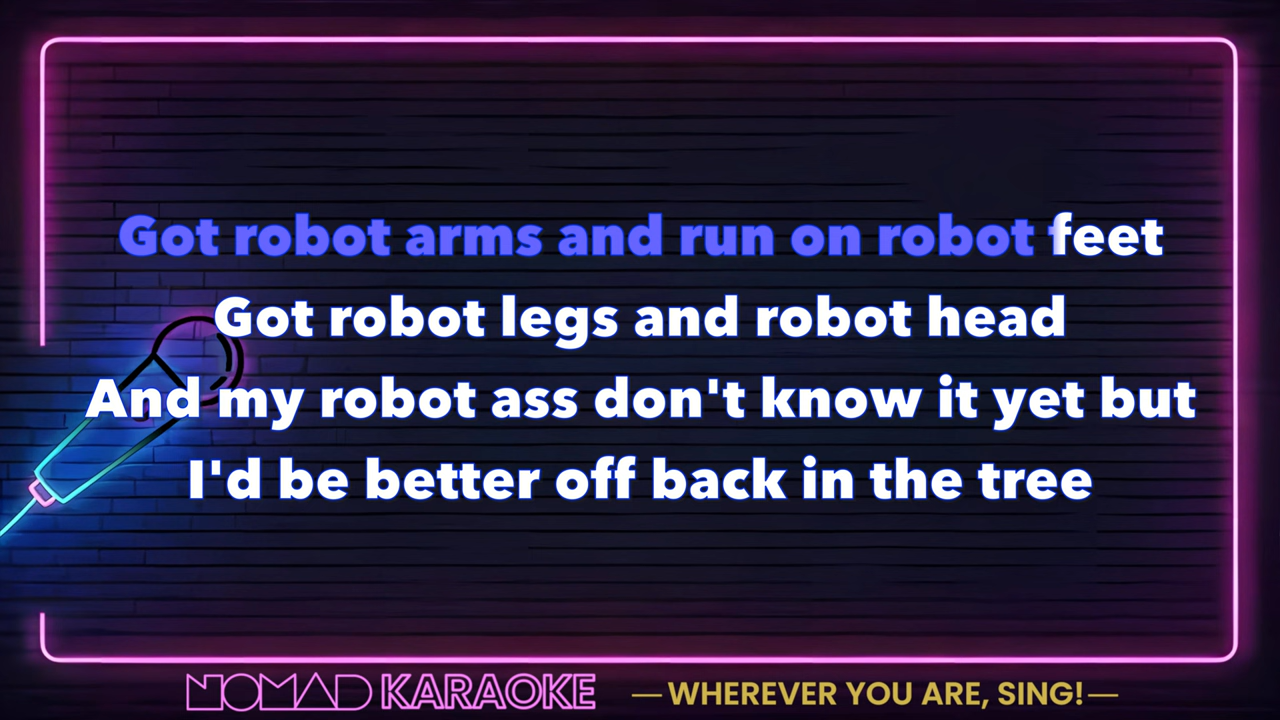 Got robot arms and run on robot feet
Got robot legs and robot head
And my robot ass don't know it yet but
I'd be better off back in the tree
NOMAD KARAOKE —WHEREVER YOU ARE, SING!—